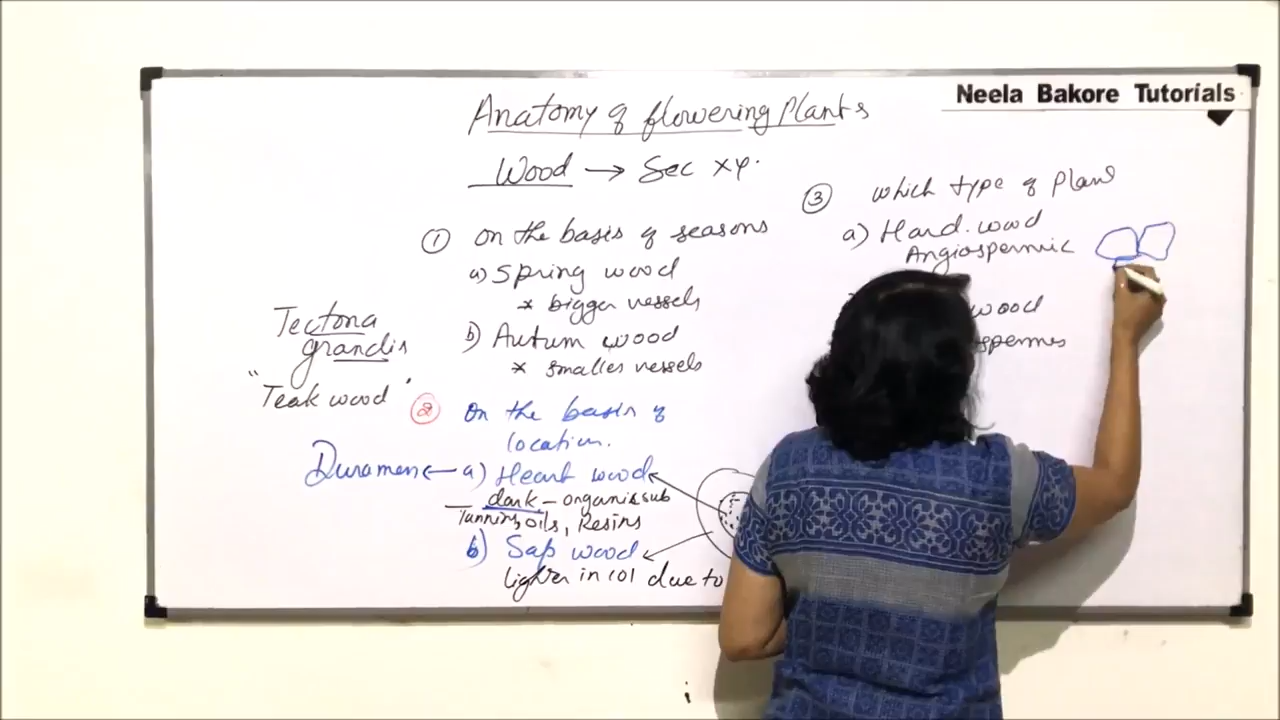 Neela Bakore Tutorials
Anatomy of flowering Plants
Wood → Sec xy.
① on the basis of seasons
a) Spring wood
* bigger vessels
b) Autum wood
* smaller vessels
Tectona
grandis
"Teak wood"
② On the basis of
location.
Duramen ← a) Heart wood
dark - organic sub
Tannins, oils, Resins
b) Sap wood
lighter in col due to
③ which type of plant
a) Hard. wood
Angiospermic
wood
spermes